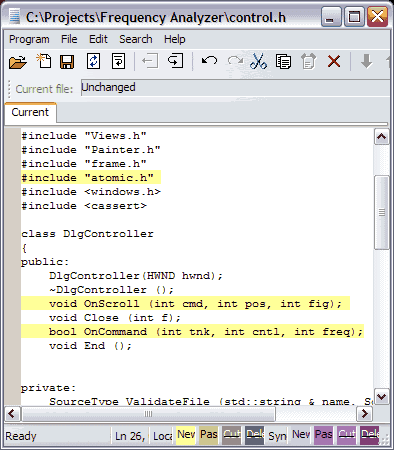 C:\Projects\Frequency Analyzer\control.h
Program File Edit Search Help
Current file: Unchanged
Current
#include "Views.h"
#include "Painter.h"
#include "frame.h"
#include "atomic.h"
#include <windows.h>
#include <cassert>
class DlgController
{
public:
DlgController(HWND hwnd);
~DlgController ();
void OnScroll (int cmd, int pos, int fig);
void Close (int f);
bool OnCommand (int tnk, int cntl, int freq);
void End ();
private:
SourceType ValidateFile (std::string & name, So
Ready Ln 26, Loca New Pas Cut Dele Syn New Pas Cut Dele